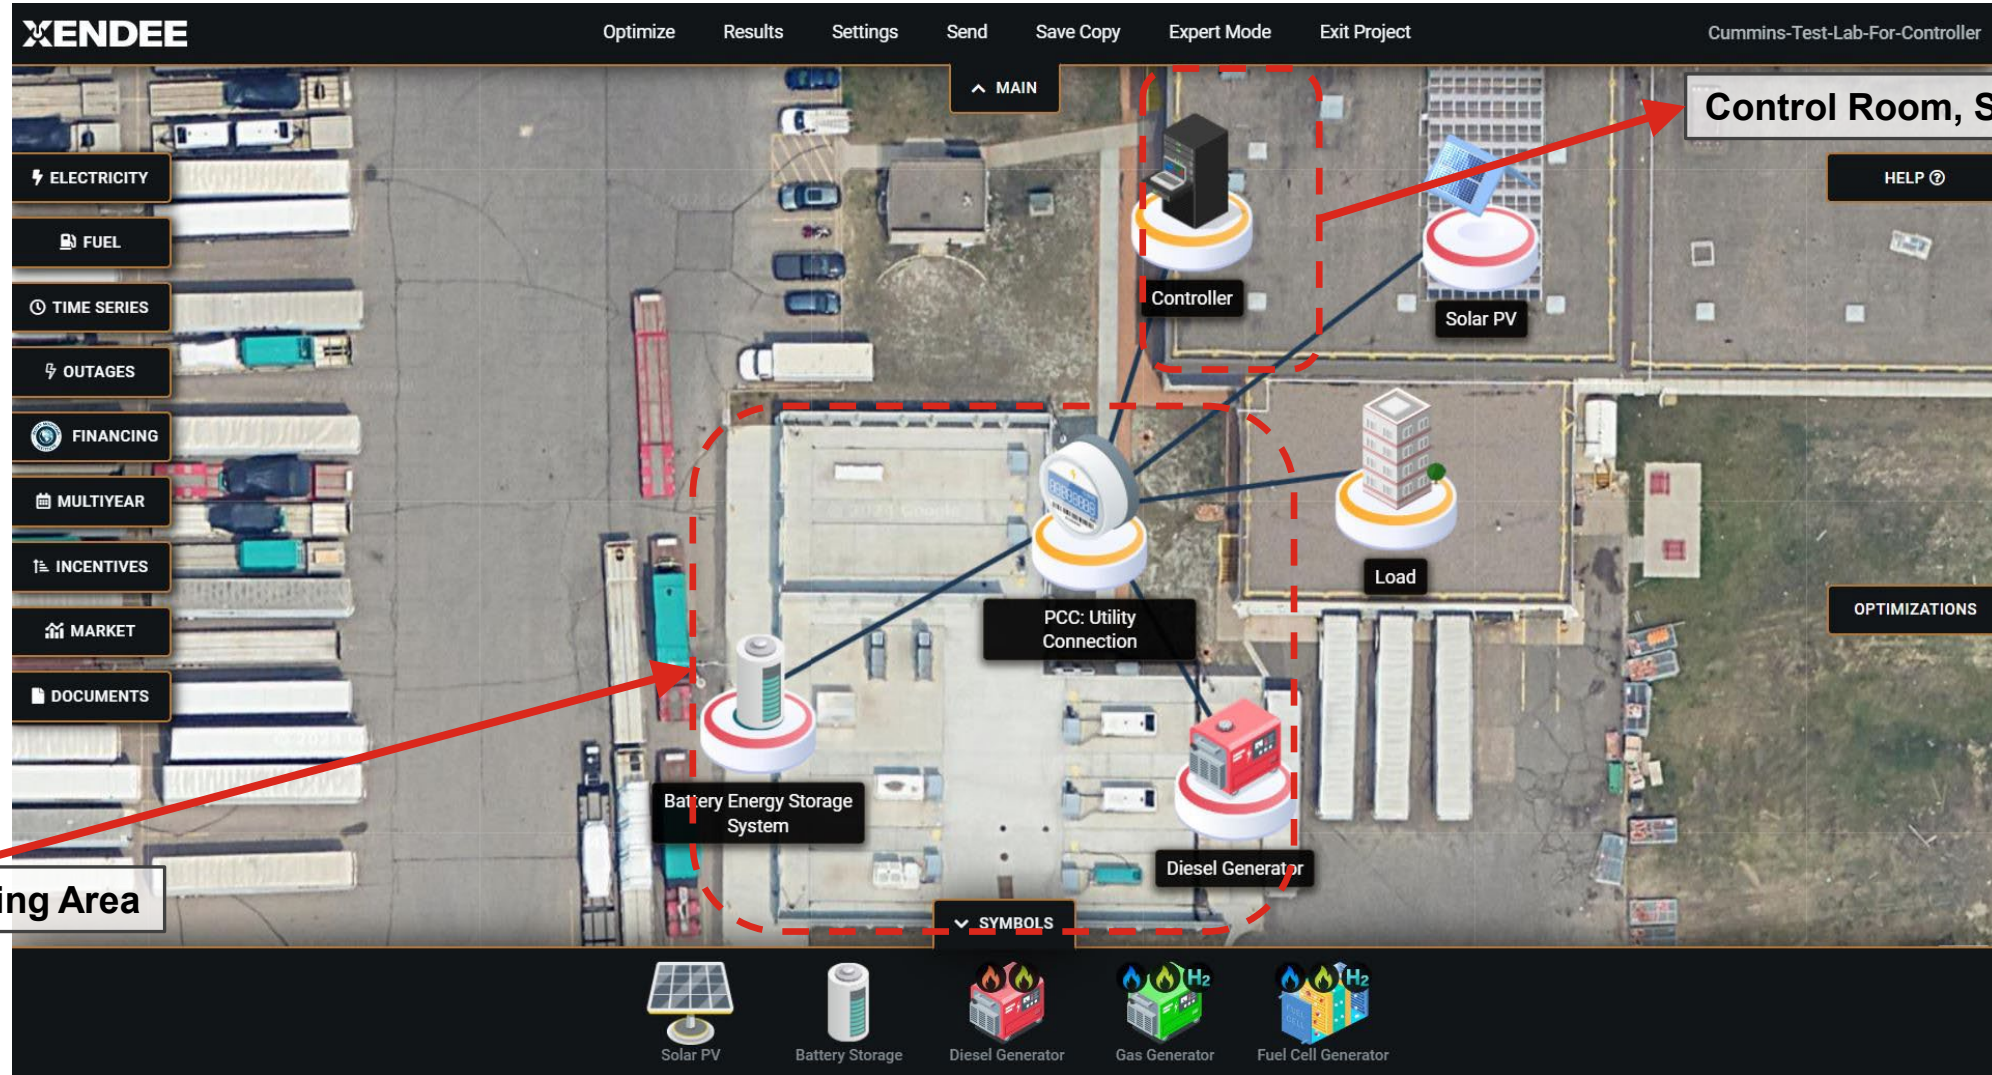 XENDEE
Optimize
Results
Settings
Send
Save Copy
Expert Mode
Exit Project
Cummins-Test-Lab-For-Controller
MAIN
Control Room, S
ELECTRICITY
HELP
FUEL
TIME SERIES
OUTAGES
FINANCING
MULTIYEAR
INCENTIVES
MARKET
DOCUMENTS
OPTIMIZATIONS
Controller
Solar PV
Load
PCC: Utility
Connection
Battery Energy Storage
System
Diesel Generator
ing Area
SYMBOLS
H2
H2
Solar PV
Battery Storage
Diesel Generator
Gas Generator
Fuel Cell Generator